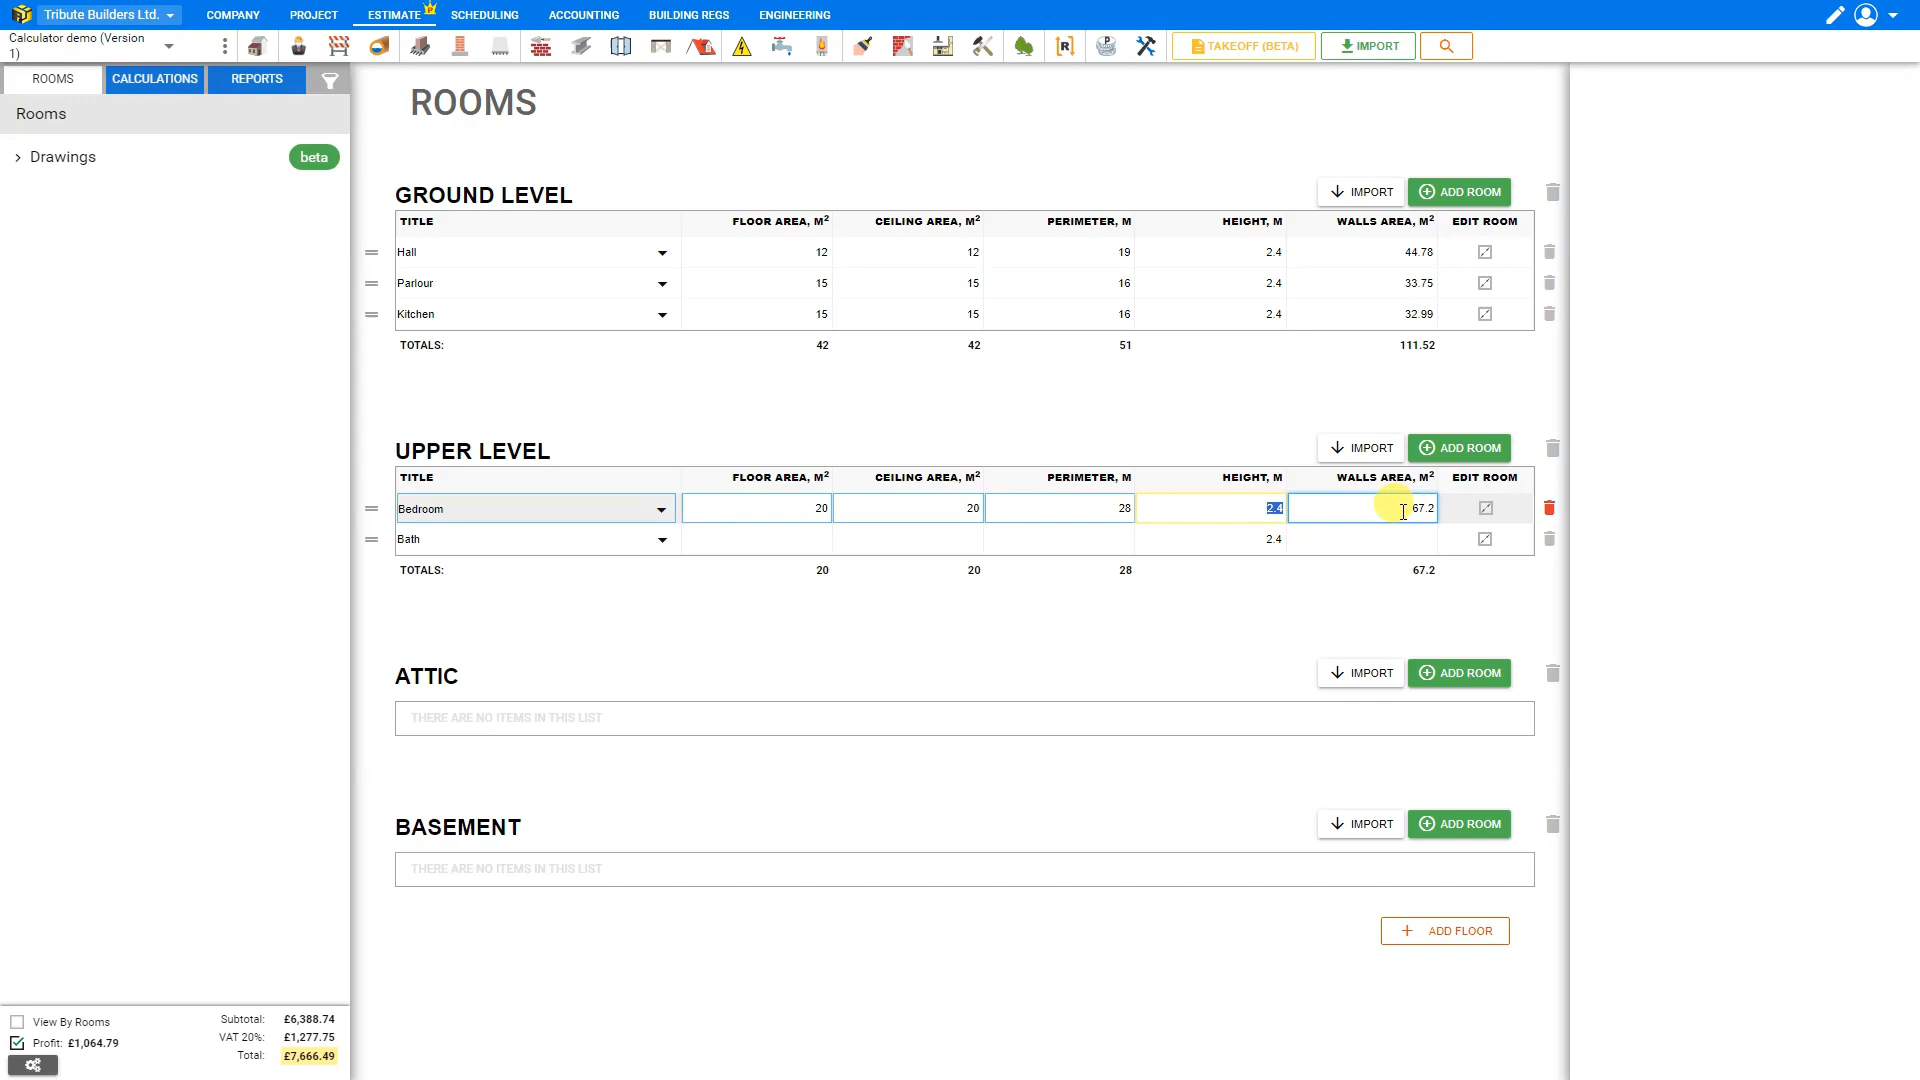 Tribute Builders Ltd. COMPANY PROJECT ESTIMATE P SCHEDULING ACCOUNTING BUILDING REGS ENGINEERING
Calculator demo (Version
1)
[R] P TAKEOFF (BETA) IMPORT
ROOMS CALCULATIONS REPORTS
Rooms
Drawings beta
ROOMS
GROUND LEVEL IMPORT ADD ROOM
TITLE FLOOR AREA, M² CEILING AREA, M² PERIMETER, M HEIGHT, M WALLS AREA, M² EDIT ROOM
Hall 12 12 19 2.4 44.78
Parlour 15 15 16 2.4 33.75
Kitchen 15 15 16 2.4 32.99
TOTALS: 42 42 51 111.52
UPPER LEVEL IMPORT ADD ROOM
TITLE FLOOR AREA, M² CEILING AREA, M² PERIMETER, M HEIGHT, M WALLS AREA, M² EDIT ROOM
Bedroom 20 20 28 2.4 67.2
Bath 2.4
TOTALS: 20 20 28 67.2
ATTIC IMPORT ADD ROOM
THERE ARE NO ITEMS IN THIS LIST
BASEMENT IMPORT ADD ROOM
THERE ARE NO ITEMS IN THIS LIST
ADD FLOOR
View By Rooms Subtotal: £6,388.74
Profit: £1,064.79 VAT 20%: £1,277.75
Total: £7,666.49